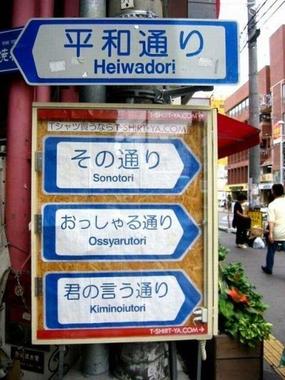 平和通り
Heiwadori
Tシャツ買うならT-SHIRT-YA.COM
その通り
Sonotori
おっしゃる通り
Ossyarutori
君の言う通り
Kiminoiutori
T-SHIRT-YA.COM